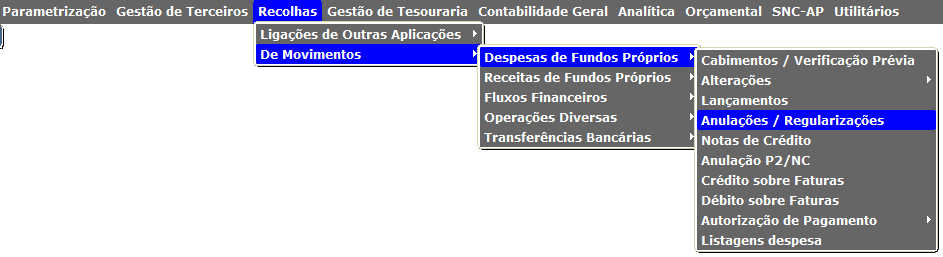 Parametrização Gestão de Terceiros Recolhas Gestão de Tesouraria Contabilidade Geral Analítica Orçamental SNC-AP Utilitários
Ligações de Outras Aplicações
De Movimentos
Despesas de Fundos Próprios
Receitas de Fundos Próprios
Fluxos Financeiros
Operações Diversas
Transferências Bancárias
Cabimentos / Verificação Prévia
Alterações
Lançamentos
Anulações / Regularizações
Notas de Crédito
Anulação P2/NC
Crédito sobre Faturas
Débito sobre Faturas
Autorização de Pagamento
Listagens despesa